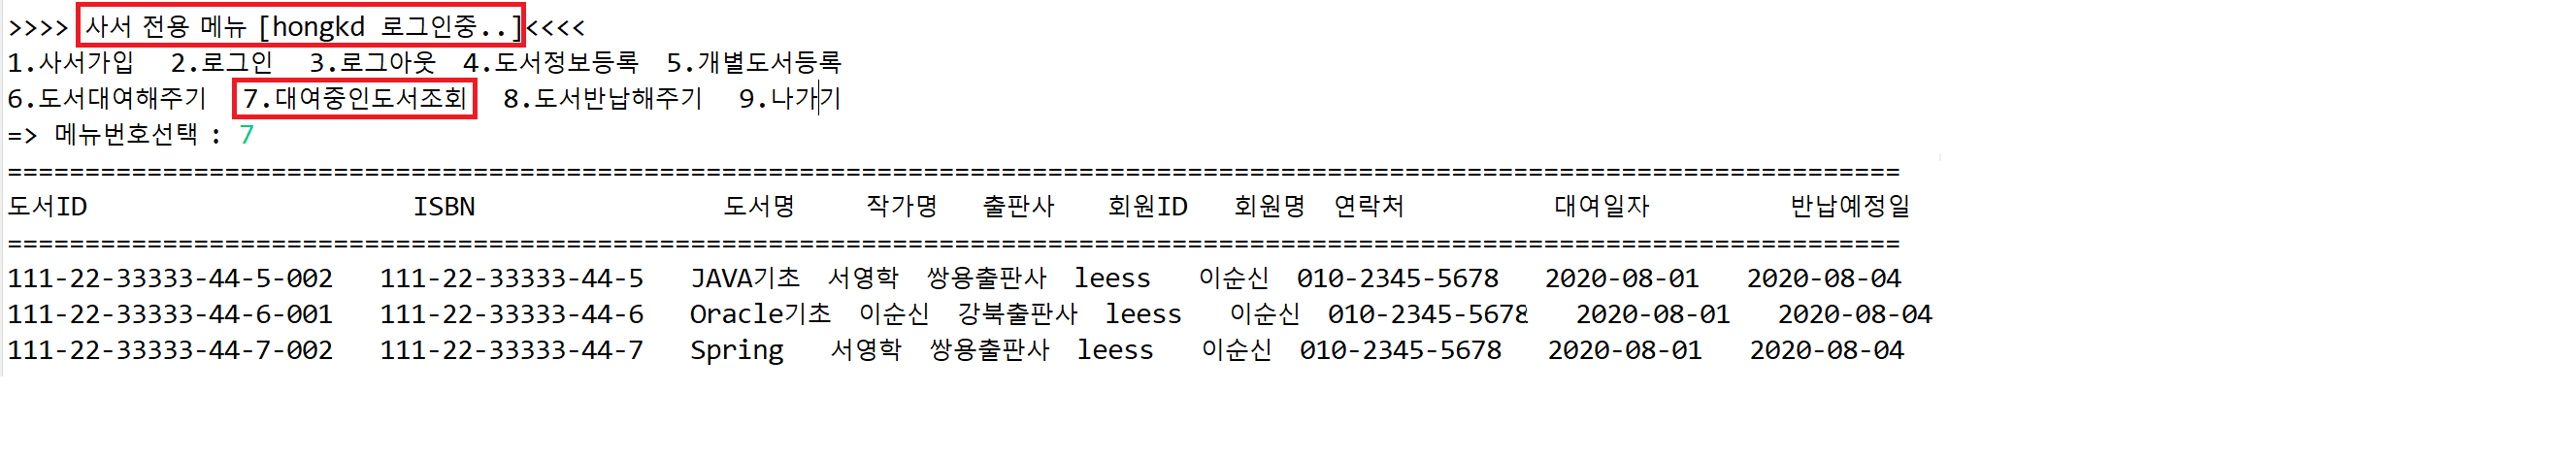 >>>> 사서 전용 메뉴 [hongkd 로그인중..]<<<<
1.사서가입 2.로그인 3.로그아웃 4.도서정보등록 5.개별도서등록
6.도서대여해주기 7.대여중인도서조회 8.도서반납해주기 9.나가기
=> 메뉴번호선택 : 7
==========================================================================================================================
도서ID ISBN 도서명 작가명 출판사 회원ID 회원명 연락처 대여일자 반납예정일
==========================================================================================================================
111-22-33333-44-5-002 111-22-33333-44-5 JAVA기초 서영학 쌍용출판사 leess 이순신 010-2345-5678 2020-08-01 2020-08-04
111-22-33333-44-6-001 111-22-33333-44-6 Oracle기초 이순신 강북출판사 leess 이순신 010-2345-5678 2020-08-01 2020-08-04
111-22-33333-44-7-002 111-22-33333-44-7 Spring 서영학 쌍용출판사 leess 이순신 010-2345-5678 2020-08-01 2020-08-04